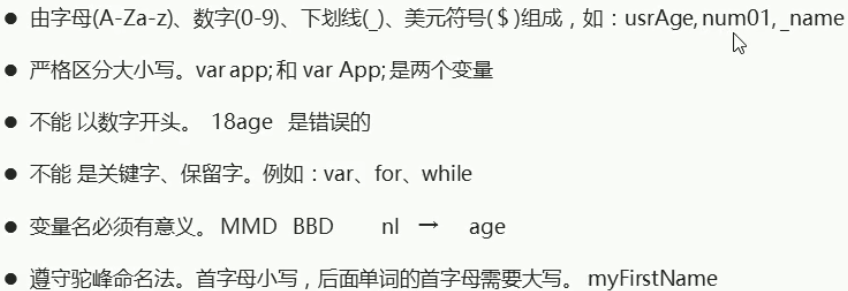 ● 由字母(A-Za-z)、数字(0-9)、下划线(_)、美元符号($)组成，如：usrAge, num01, _name
● 严格区分大小写。var app; 和 var App; 是两个变量
● 不能 以数字开头。 18age 是错误的
● 不能 是关键字、保留字。例如：var、for、while
● 变量名必须有意义。 MMD BBD nl → age
● 遵守驼峰命名法。首字母小写，后面单词的首字母需要大写。 myFirstName